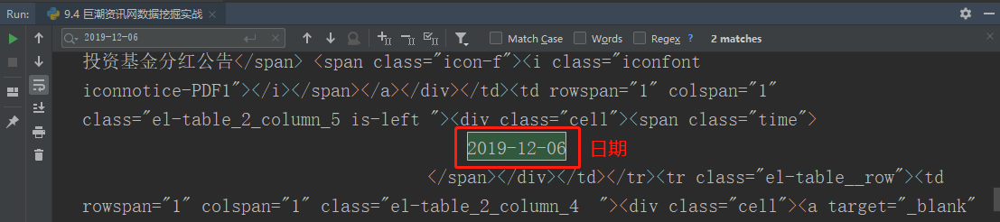 Run: 9.4 巨潮资讯网数据挖掘实战 ×
2019-12-06 Match Case Words Regex ? 2 matches
投资基金分红公告</span> <span class="icon-f"><i class="iconfont
iconnotice-PDF1"></i></span></a></div></td><td rowspan="1" colspan="1"
class="el-table_2_column_5 is-left "><div class="cell"><span class="time">
2019-12-06 日期
</span></div></td></tr><tr class="el-table__row"><td
rowspan="1" colspan="1" class="el-table_2_column_4  "><div class="cell"><a target="_blank"